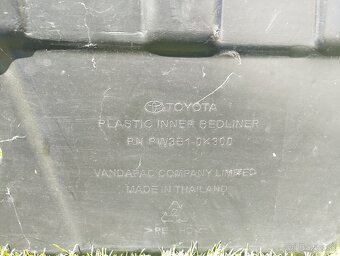 TOYOTA
PLASTIC INNER BEDLINER
P.N. PW3B1-0K300
VANDAPAC COMPANY LIMITED
MADE IN THAILAND